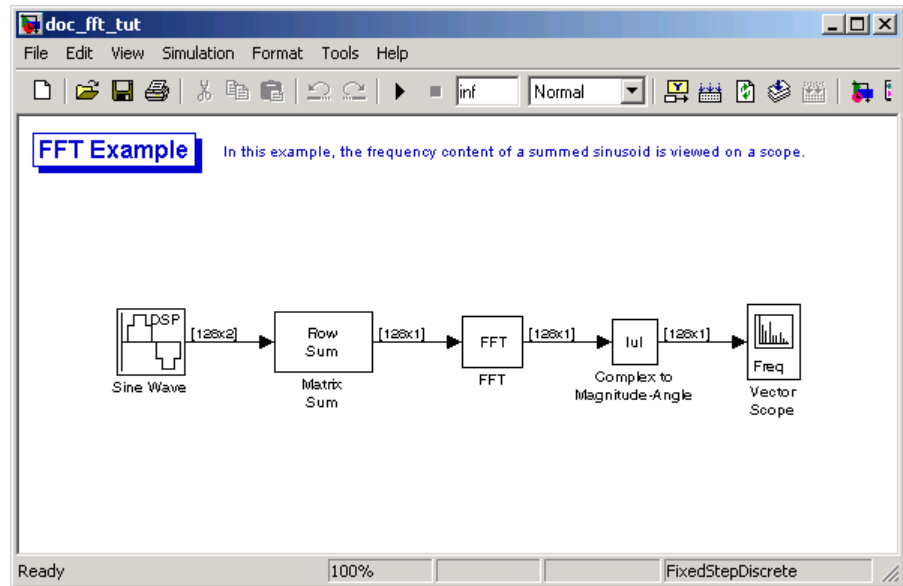 doc_fft_tut
File Edit View Simulation Format Tools Help
inf Normal
FFT Example In this example, the frequency content of a summed sinusoid is viewed on a scope.
DSP [128x2] Row Sum [128x1] FFT [128x1] |u| [128x1] Freq
Sine Wave
Matrix
Sum
FFT
Complex to
Magnitude-Angle
Vector
Scope
Ready 100% FixedStepDiscrete